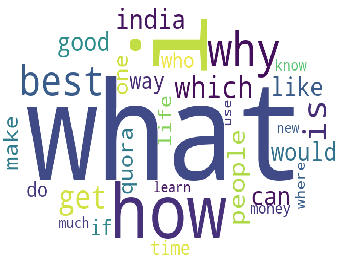 india
good
one
i
who
why
know
best
way
which
like
what
is
make
quora
life
people
use
new
would
where
do
get
how
learn
can
money
much
if
time